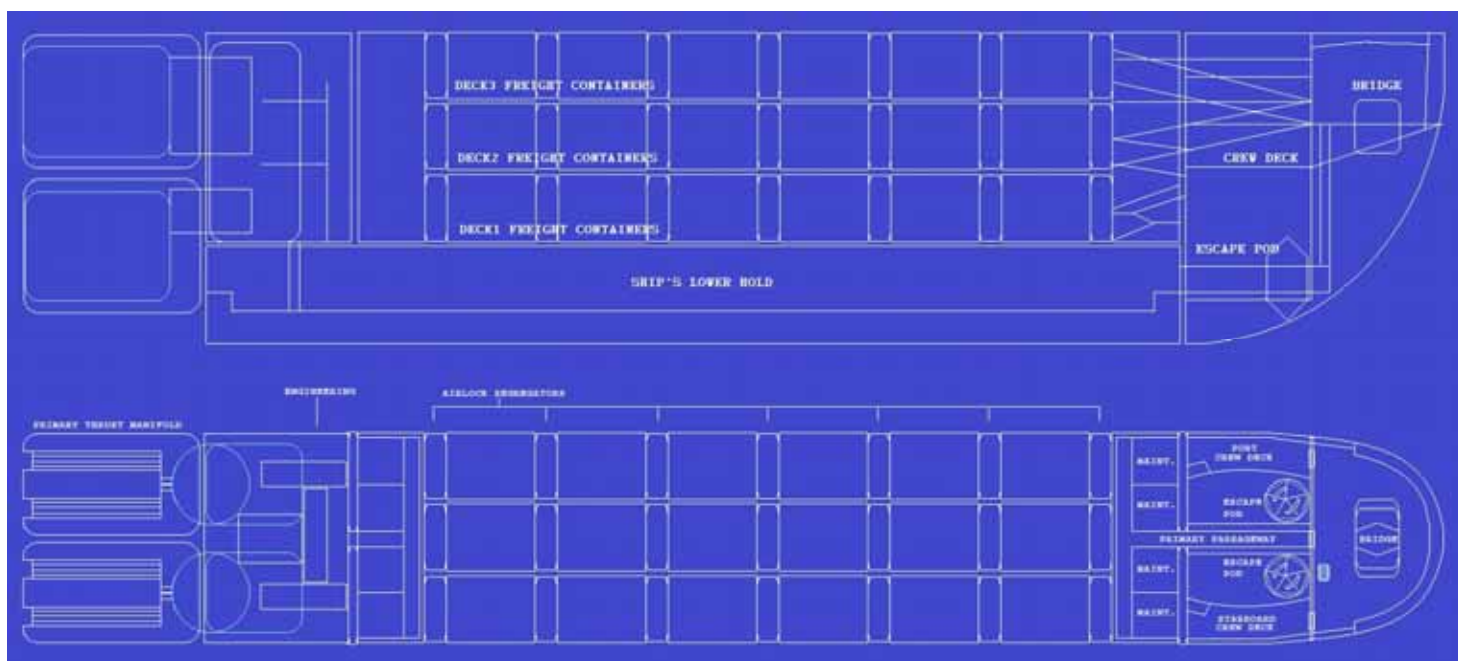 DECK3 FREIGHT CONTAINERS
BRIDGE
DECK2 FREIGHT CONTAINERS
CREW DECK
DECK1 FREIGHT CONTAINERS
ESCAPE POD
SHIP'S LOWER HOLD
ENGINEERING
AIRLOCK SEGREGATORS
PRIMARY THRUST MANIFOLD
PORT
CREW DECK
MAINT.
MAINT.
ESCAPE
POD
PRIMARY PASSAGEWAY
BRIDGE
MAINT.
ESCAPE
POD
MAINT.
STARBOARD
CREW DECK